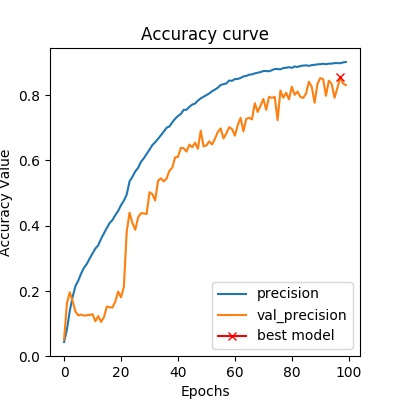 Accuracy curve
Accuracy Value
0.8
0.6
0.4
0.2
0.0
0 20 40 60 80 100
Epochs
precision
val_precision
best model